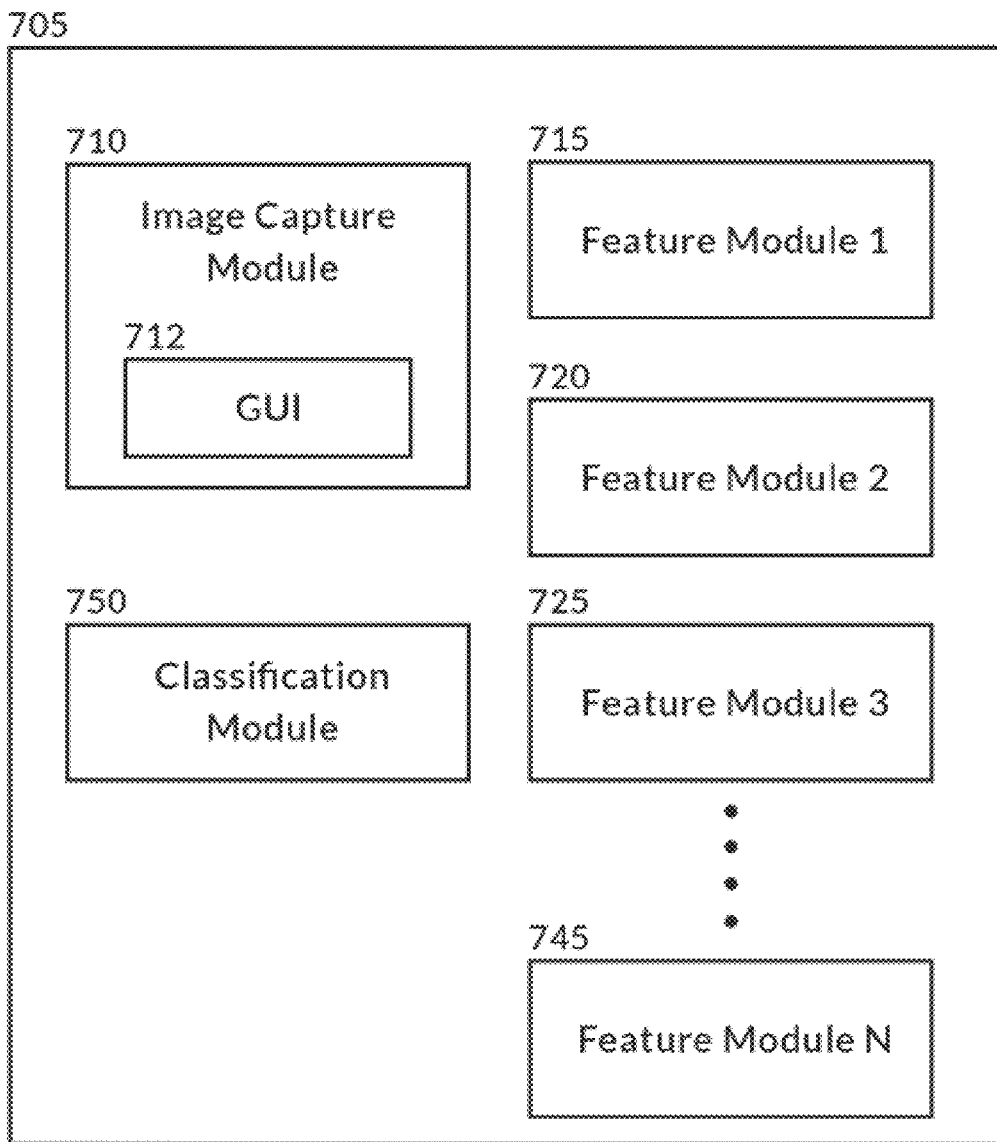 705
710
Image Capture
Module
712
GUI
715
Feature Module 1
720
Feature Module 2
750
Classification
Module
725
Feature Module 3
745
Feature Module N